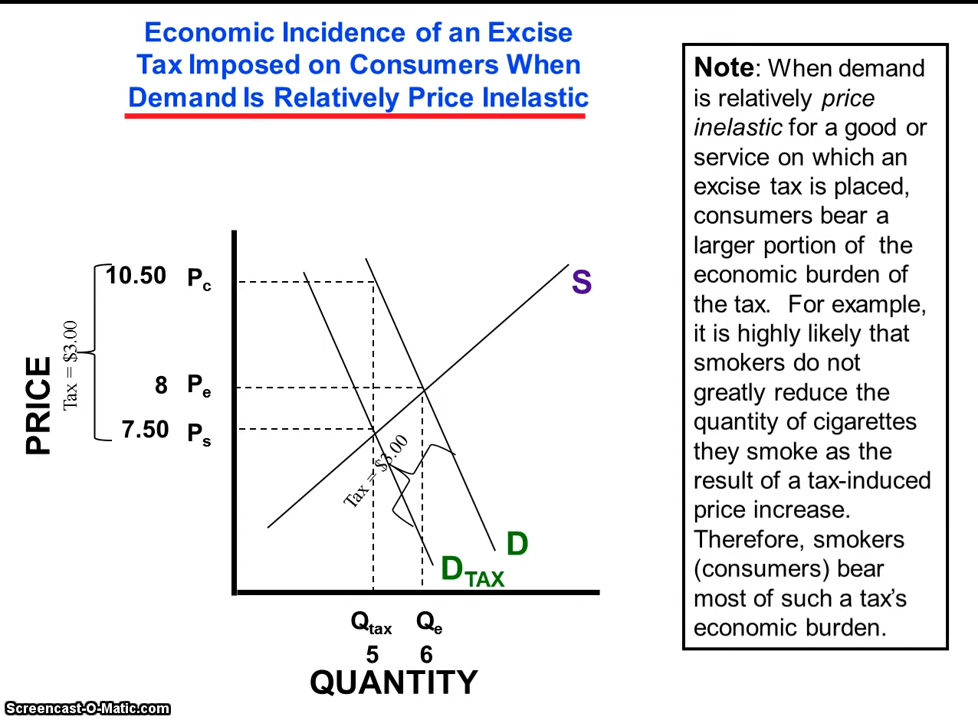 Economic Incidence of an Excise
Tax Imposed on Consumers When
Demand Is Relatively Price Inelastic
Note: When demand
is relatively price
inelastic for a good or
service on which an
excise tax is placed,
consumers bear a
larger portion of the
economic burden of
the tax. For example,
it is highly likely that
smokers do not
greatly reduce the
quantity of cigarettes
they smoke as the
result of a tax-induced
price increase.
Therefore, smokers
(consumers) bear
most of such a tax's
economic burden.
PRICE
Tax = $3.00
10.50 Pc
8 Pe
7.50 Ps
S
Tax = $3.00
D
DTAX
Qtax Qe
5 6
QUANTITY
Screencast-O-Matic.com